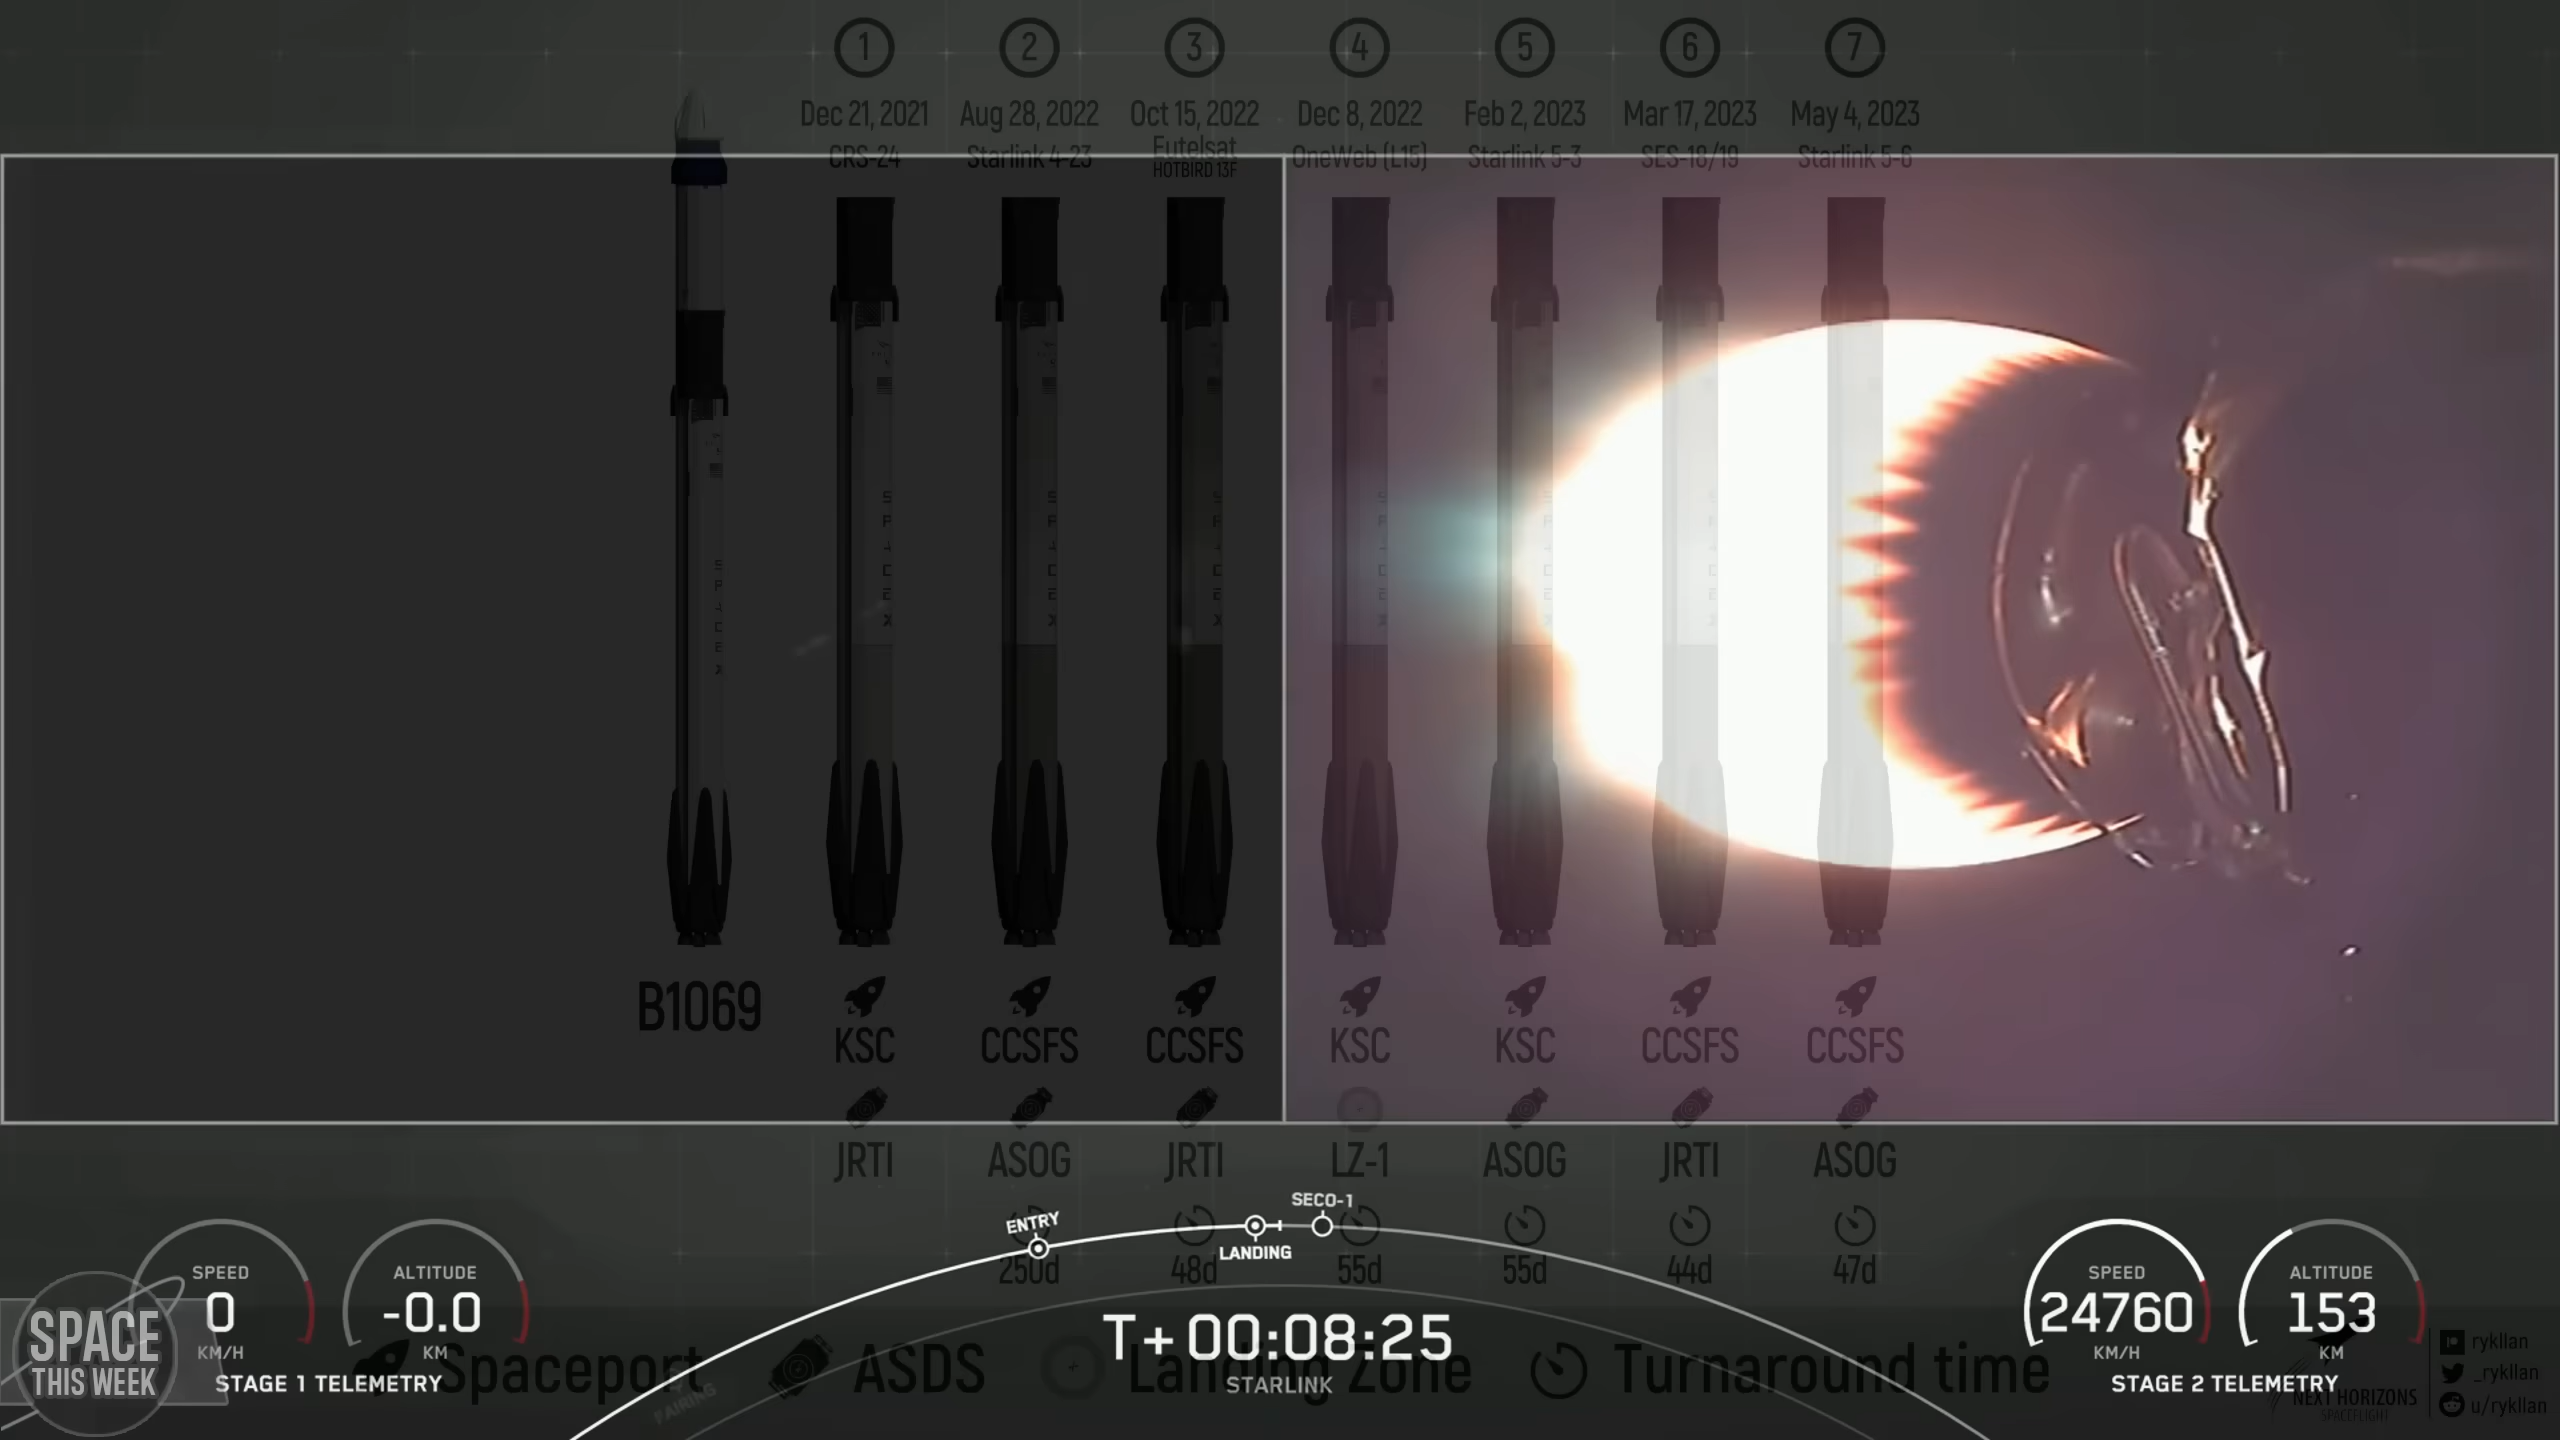 1 2 3 4 5 6 7
Dec 21, 2021 Aug 28, 2022 Oct 15, 2022 Dec 8, 2022 Feb 2, 2023 Mar 17, 2023 May 4, 2023
CRS-24 Starlink 4-23 Eutelsat OneWeb (L15) Starlink 5-3 SES-18/19 Starlink 5-6
HOTBIRD 13F
B1069
KSC CCSFS CCSFS KSC KSC CCSFS CCSFS
JRTI ASOG JRTI LZ-1 ASOG JRTI ASOG
SECO-1
ENTRY
LANDING
250d 48d 55d 55d 44d 47d
SPEED ALTITUDE
0 -0.0
KM/H KM
STAGE 1 TELEMETRY
SPACE
THIS WEEK
T+00:08:25
STARLINK
FAIRING
Spaceport ASDS Landing Zone Turnaround time
SPEED ALTITUDE
24760 153
KM/H KM
STAGE 2 TELEMETRY
NEXT HORIZONS
SPACEFLIGHT
rykllan
_rykllan
u/rykllan